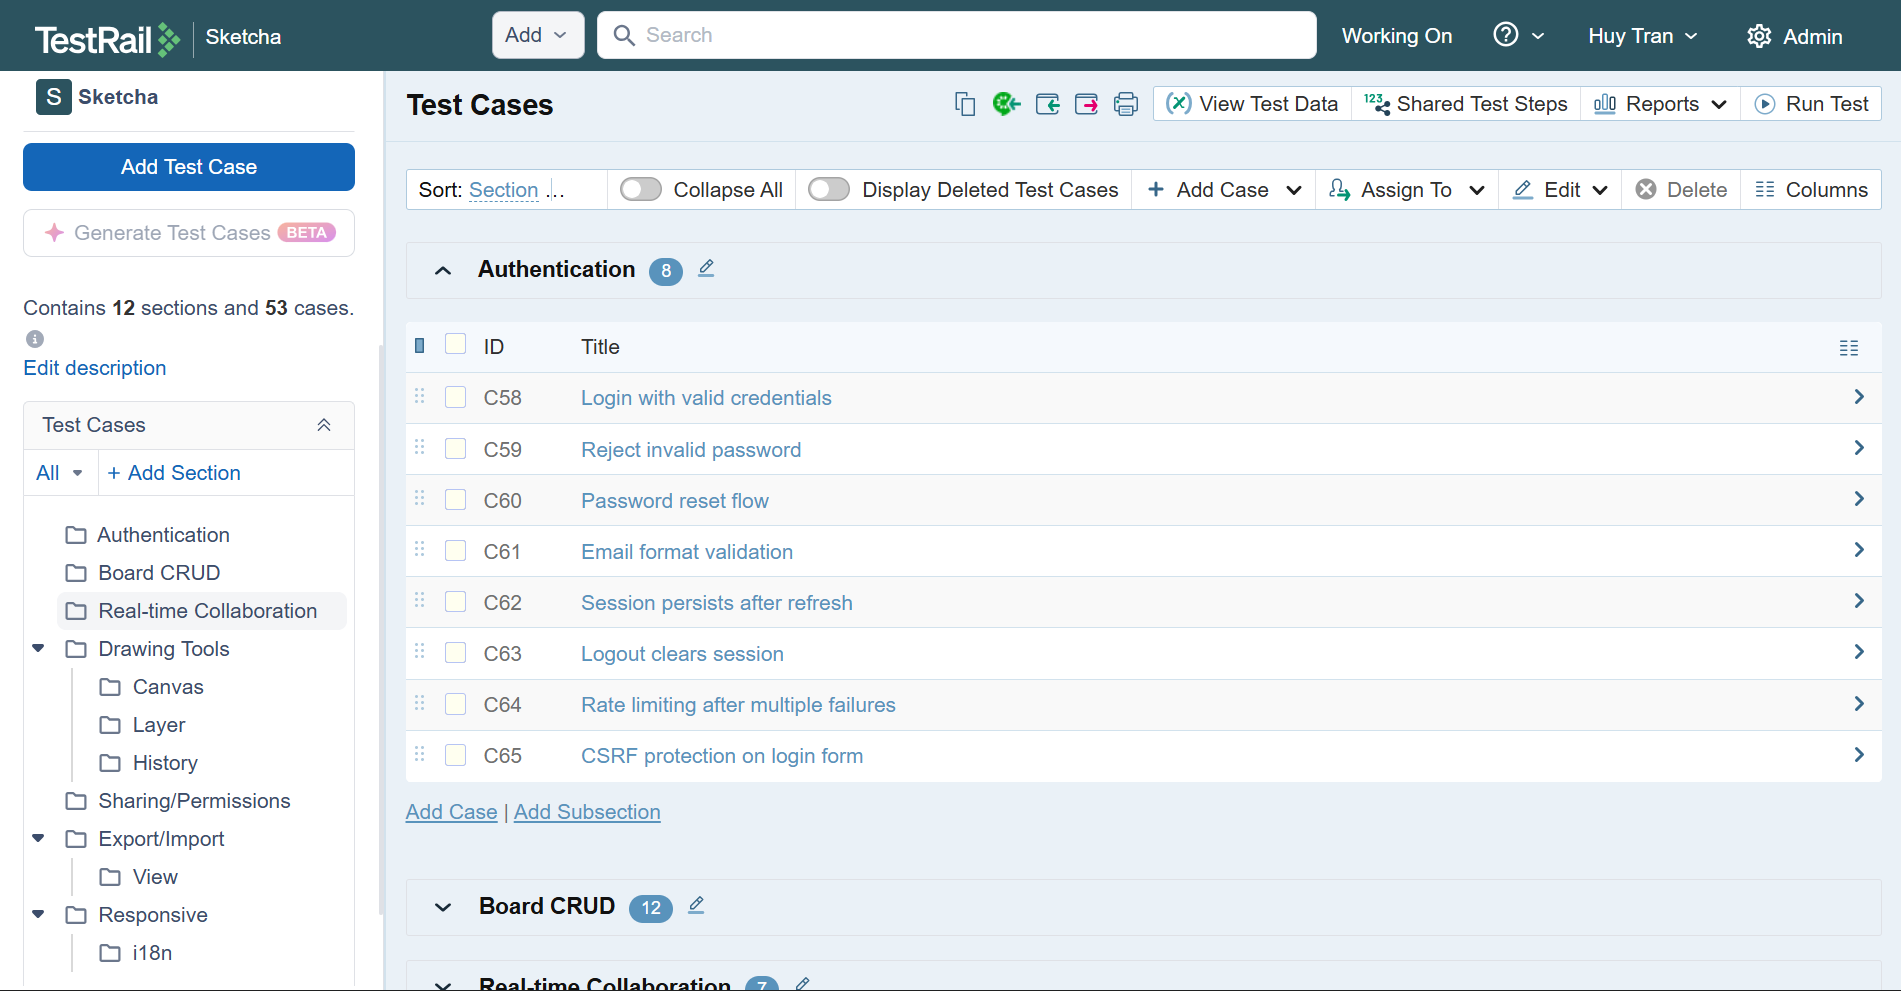 TestRail Sketcha Add Search Working On ? Huy Tran Admin
S Sketcha
Add Test Case
Generate Test Cases BETA
Contains 12 sections and 53 cases.
i
Edit description
Test Cases
All + Add Section
Authentication
Board CRUD
Real-time Collaboration
Drawing Tools
Canvas
Layer
History
Sharing/Permissions
Export/Import
View
Responsive
i18n
Test Cases View Test Data 123 Shared Test Steps Reports Run Test
Sort: Section ... Collapse All Display Deleted Test Cases + Add Case Assign To Edit Delete Columns
Authentication 8
ID Title
C58 Login with valid credentials
C59 Reject invalid password
C60 Password reset flow
C61 Email format validation
C62 Session persists after refresh
C63 Logout clears session
C64 Rate limiting after multiple failures
C65 CSRF protection on login form
Add Case | Add Subsection
Board CRUD 12
Real-time Collaboration 7